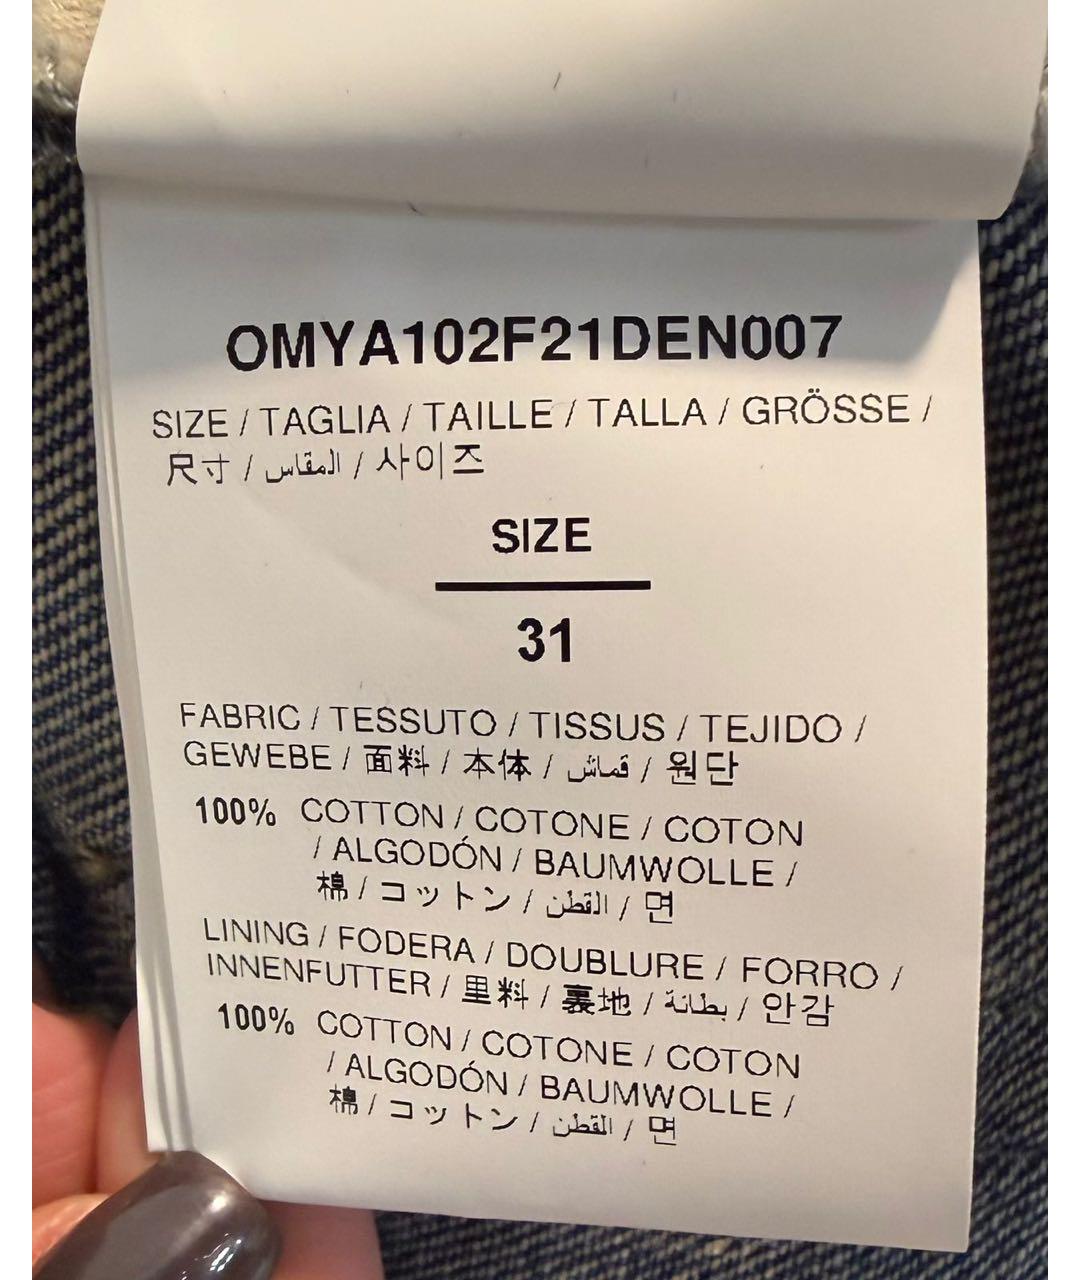 OMYA102F21DEN007
SIZE / TAGLIA / TAILLE / TALLA / GRÖSSE /
尺寸 / المقاس / 사이즈
SIZE
31
FABRIC / TESSUTO / TISSUS / TEJIDO /
GEWEBE / 面料 / 本体 / قماش / 원단
100% COTTON / COTONE / COTON
/ ALGODÓN / BAUMWOLLE /
棉 / コットン / القطن / 면
LINING / FODERA / DOUBLURE / FORRO /
INNENFUTTER / 里料 / 裏地 / بطانة / 안감
100% COTTON / COTONE / COTON
/ ALGODÓN / BAUMWOLLE /
棉 / コットン / القطن / 면